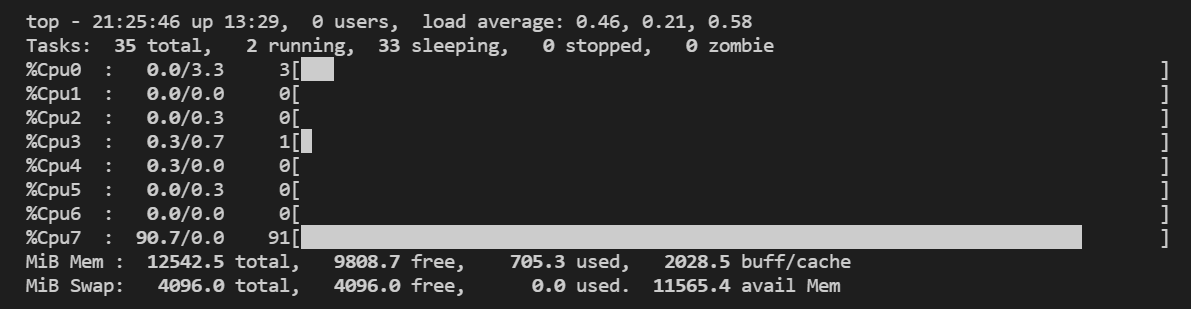 top - 21:25:46 up 13:29,  0 users,  load average: 0.46, 0.21, 0.58
Tasks:  35 total,   2 running,  33 sleeping,   0 stopped,   0 zombie
%Cpu0  :   0.0/3.3     3[                                                                               ]
%Cpu1  :   0.0/0.0     0[                                                                               ]
%Cpu2  :   0.0/0.3     0[                                                                               ]
%Cpu3  :   0.3/0.7     1[                                                                               ]
%Cpu4  :   0.3/0.0     0[                                                                               ]
%Cpu5  :   0.0/0.3     0[                                                                               ]
%Cpu6  :   0.0/0.0     0[                                                                               ]
%Cpu7  :  90.7/0.0    91[                                                                               ]
MiB Mem :  12542.5 total,   9808.7 free,    705.3 used,   2028.5 buff/cache
MiB Swap:   4096.0 total,   4096.0 free,      0.0 used.  11565.4 avail Mem